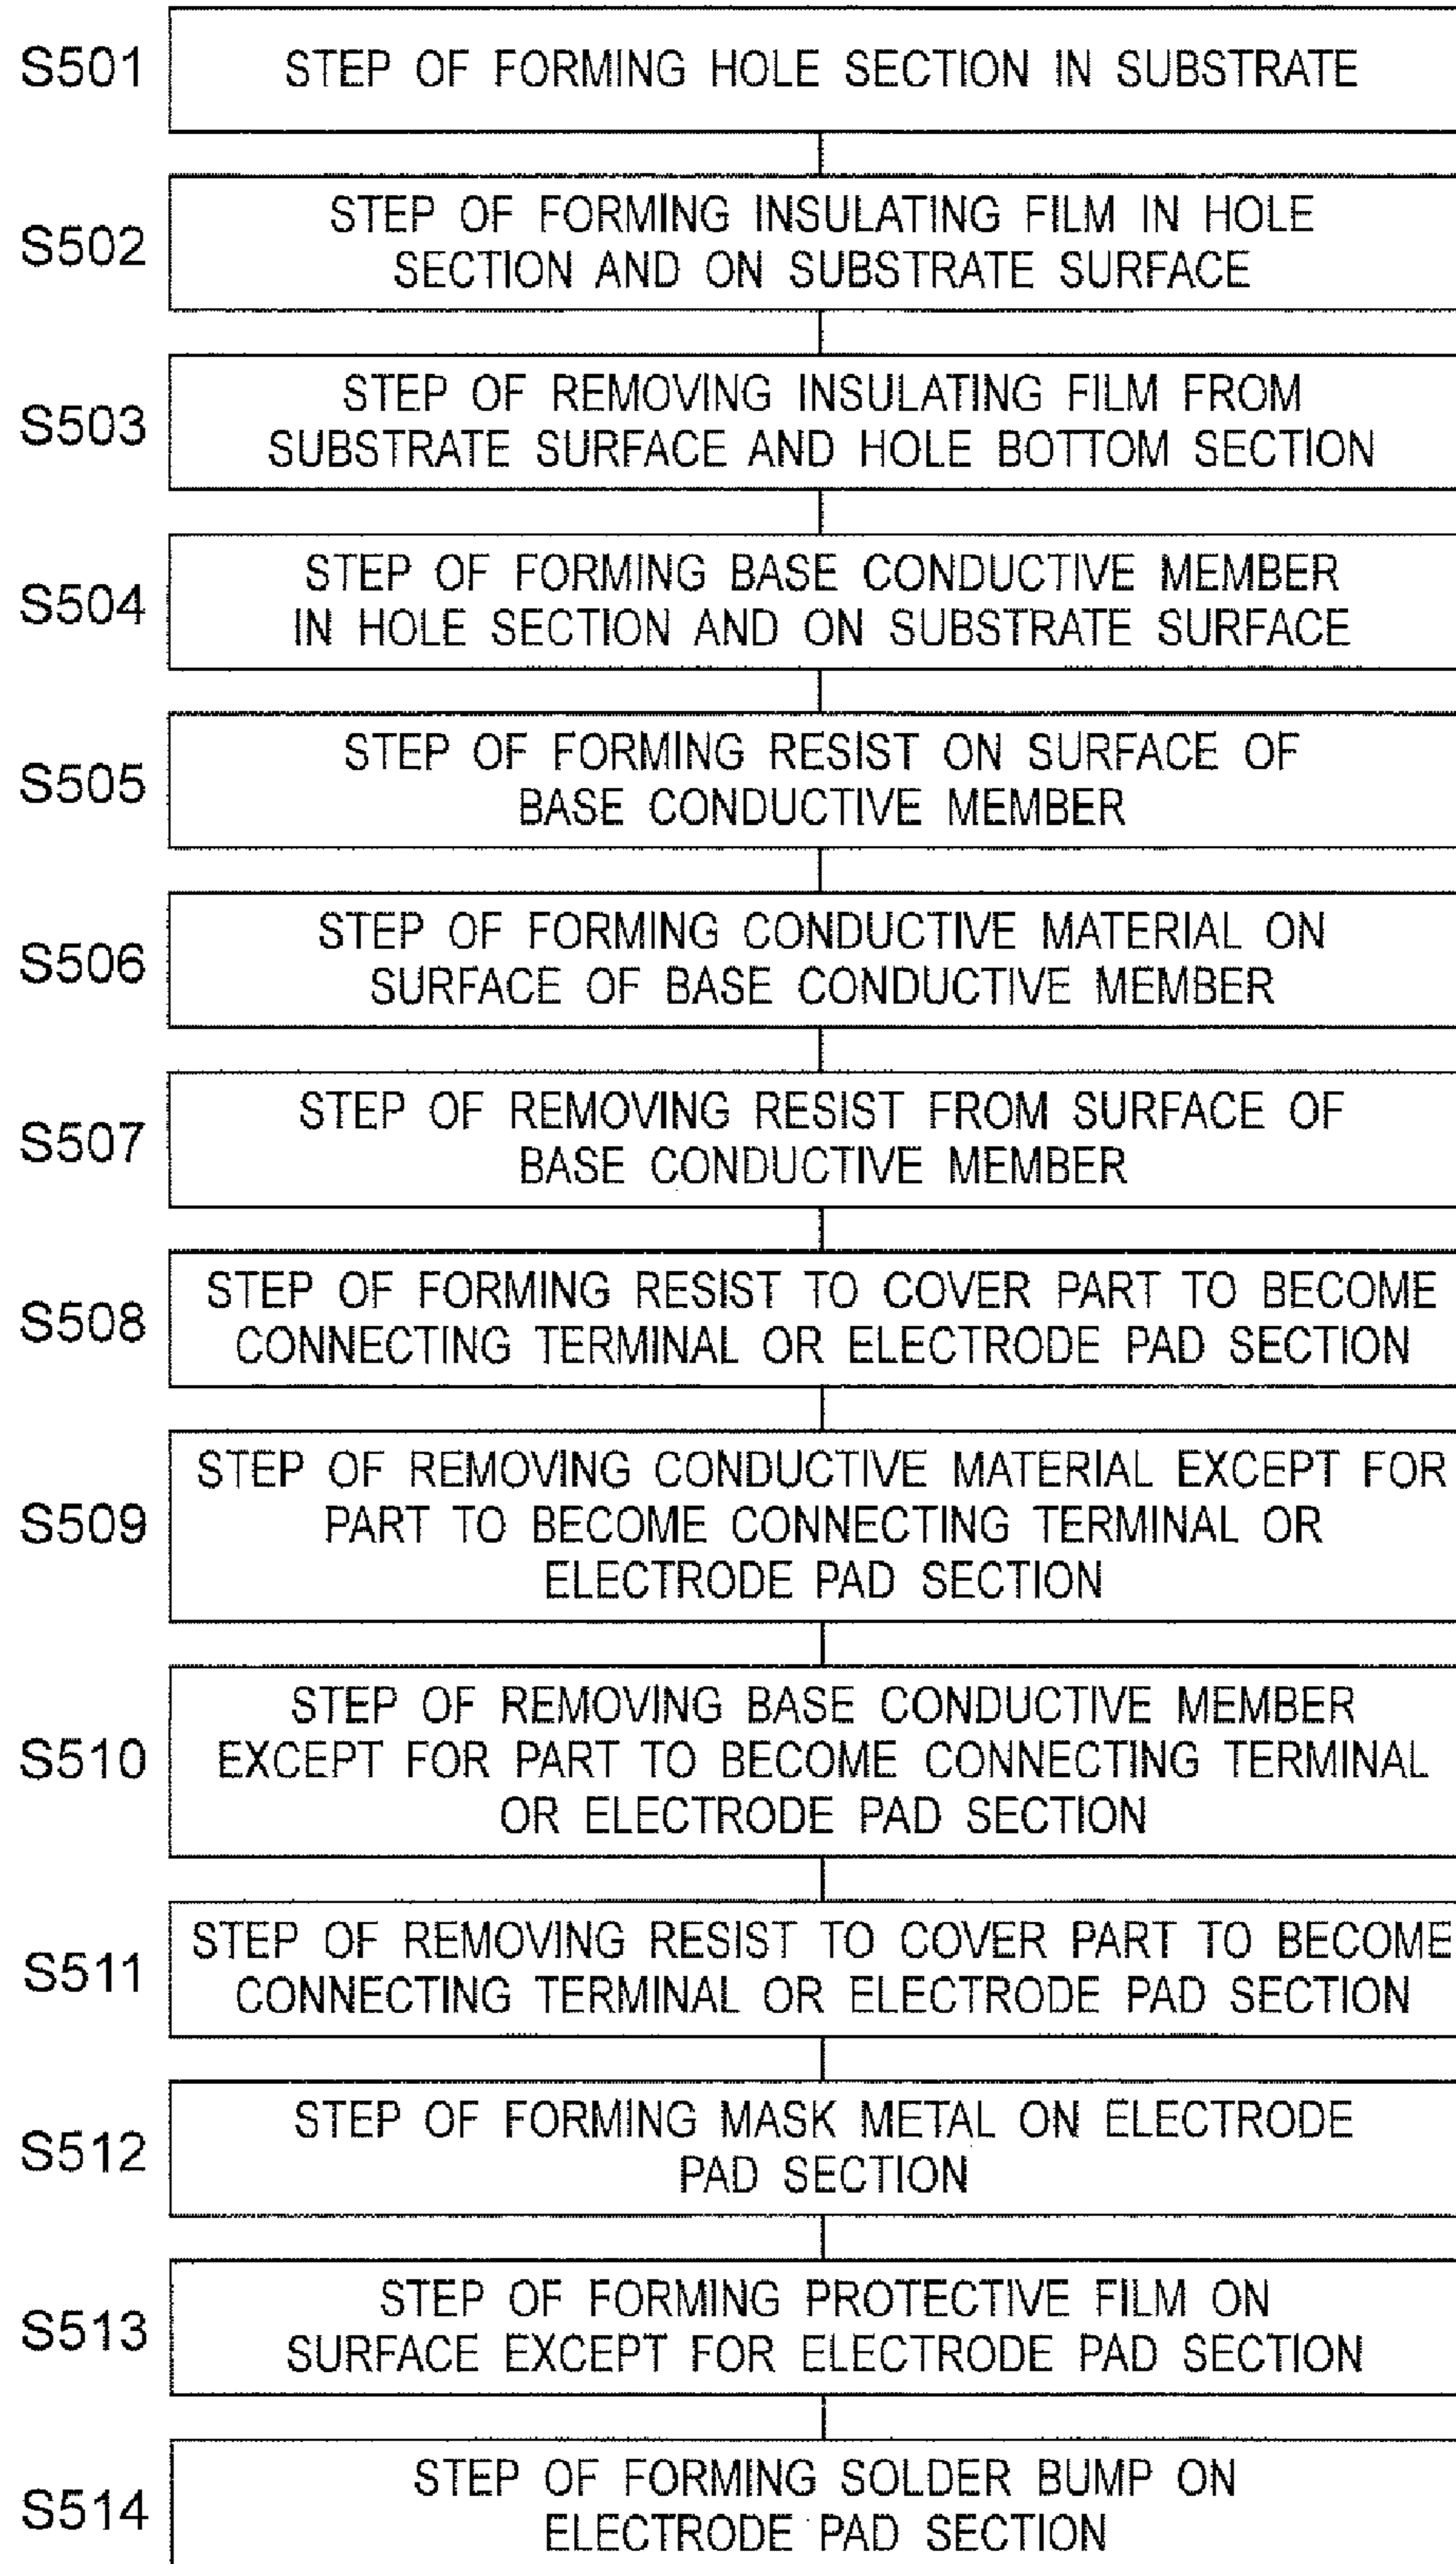 S501
STEP OF FORMING HOLE SECTION IN SUBSTRATE
S502
STEP OF FORMING INSULATING FILM IN HOLE
SECTION AND ON SUBSTRATE SURFACE
S503
STEP OF REMOVING INSULATING FILM FROM
SUBSTRATE SURFACE AND HOLE BOTTOM SECTION
S504
STEP OF FORMING BASE CONDUCTIVE MEMBER
IN HOLE SECTION AND ON SUBSTRATE SURFACE
S505
STEP OF FORMING RESIST ON SURFACE OF
BASE CONDUCTIVE MEMBER
S506
STEP OF FORMING CONDUCTIVE MATERIAL ON
SURFACE OF BASE CONDUCTIVE MEMBER
S507
STEP OF REMOVING RESIST FROM SURFACE OF
BASE CONDUCTIVE MEMBER
S508
STEP OF FORMING RESIST TO COVER PART TO BECOME
CONNECTING TERMINAL OR ELECTRODE PAD SECTION
S509
STEP OF REMOVING CONDUCTIVE MATERIAL EXCEPT FOR
PART TO BECOME CONNECTING TERMINAL OR
ELECTRODE PAD SECTION
S510
STEP OF REMOVING BASE CONDUCTIVE MEMBER
EXCEPT FOR PART TO BECOME CONNECTING TERMINAL
OR ELECTRODE PAD SECTION
S511
STEP OF REMOVING RESIST TO COVER PART TO BECOME
CONNECTING TERMINAL OR ELECTRODE PAD SECTION
S512
STEP OF FORMING MASK METAL ON ELECTRODE
PAD SECTION
S513
STEP OF FORMING PROTECTIVE FILM ON
SURFACE EXCEPT FOR ELECTRODE PAD SECTION
S514
STEP OF FORMING SOLDER BUMP ON
ELECTRODE PAD SECTION